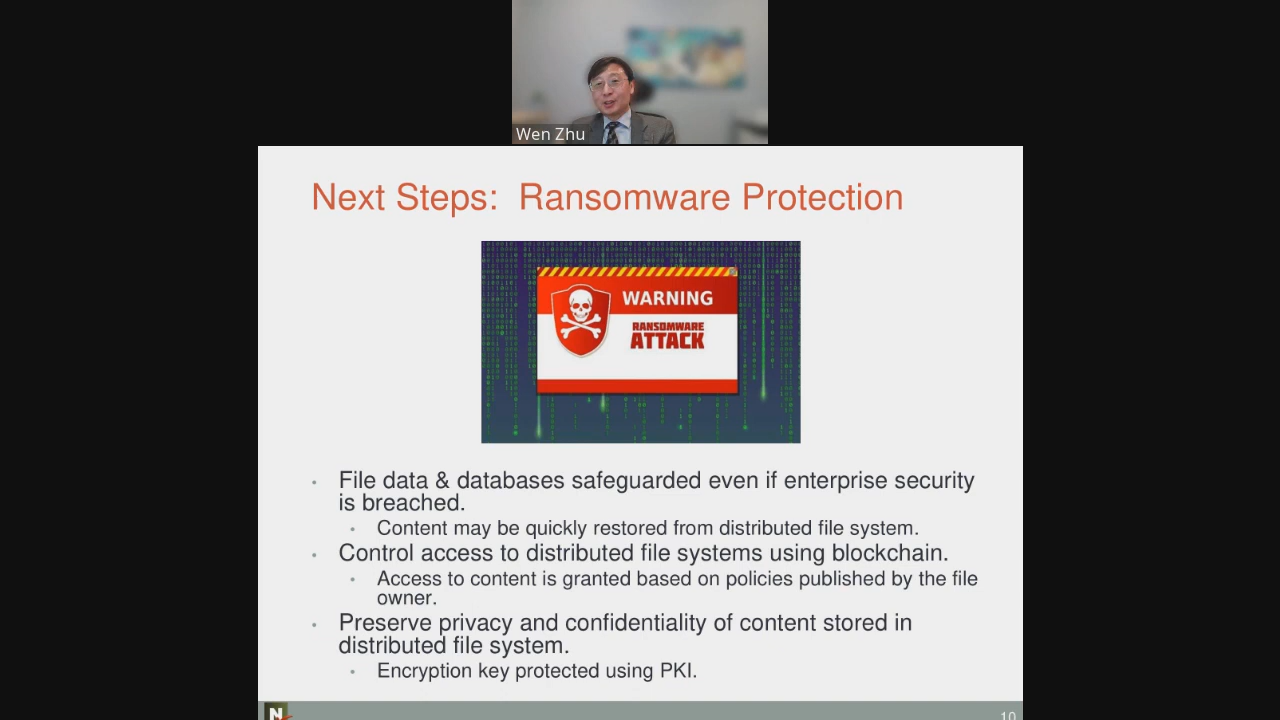 Wen Zhu
Next Steps:  Ransomware Protection
WARNING
RANSOMWARE
ATTACK
File data & databases safeguarded even if enterprise security
is breached.
Content may be quickly restored from distributed file system.
Control access to distributed file systems using blockchain.
Access to content is granted based on policies published by the file
owner.
Preserve privacy and confidentiality of content stored in
distributed file system.
Encryption key protected using PKI.
N
10